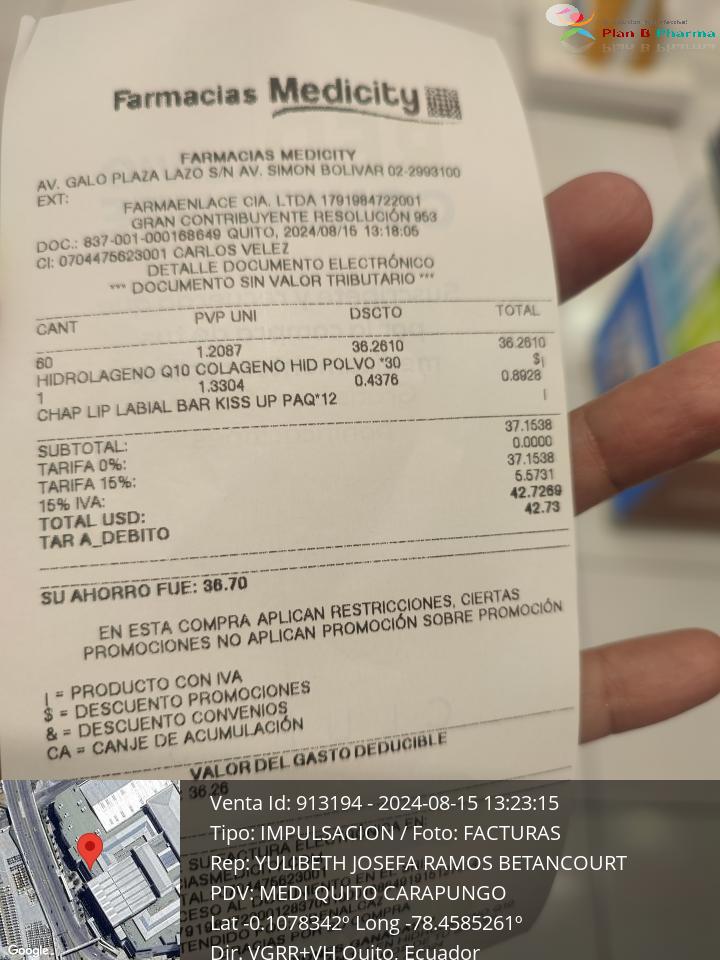 Plan B Pharma
Farmacias Medicity
FARMACIAS MEDICITY
AV. GALO PLAZA LAZO S/N AV. SIMON BOLIVAR 02-2993100
EXT:
FARMAENLACE CIA. LTDA 1791984722001
GRAN CONTRIBUYENTE RESOLUCIÓN 953
DOC.: 837-001-000168649 QUITO, 2024/08/15 13:18:05
CI: 0704475623001 CARLOS VELEZ
DETALLE DOCUMENTO ELECTRÓNICO
*** DOCUMENTO SIN VALOR TRIBUTARIO ***
CANT PVP UNI DSCTO TOTAL
60 1.2087 36.2610 36.2610
HIDROLAGENO Q10 COLAGENO HID POLVO *30 $|
1 1.3304 0.4376 0.8928
CHAP LIP LABIAL BAR KISS UP PAQ*12 |
SUBTOTAL: 37.1538
TARIFA 0%: 0.0000
TARIFA 15%: 37.1538
15% IVA: 5.5731
TOTAL USD: 42.7269
TAR A_DEBITO 42.73
SU AHORRO FUE: 36.70
EN ESTA COMPRA APLICAN RESTRICCIONES, CIERTAS
PROMOCIONES NO APLICAN PROMOCIÓN SOBRE PROMOCIÓN
| = PRODUCTO CON IVA
$ = DESCUENTO PROMOCIONES
& = DESCUENTO CONVENIOS
CA = CANJE DE ACUMULACIÓN
VALOR DEL GASTO DEDUCIBLE
36.26
Venta Id: 913194 - 2024-08-15 13:23:15
Tipo: IMPULSACION / Foto: FACTURAS
Rep: YULIBETH JOSEFA RAMOS BETANCOURT
PDV: MEDI QUITO CARAPUNGO
Lat -0.1078342º Long -78.4585261º
Dir. VGRR+VH Quito, Ecuador
Google